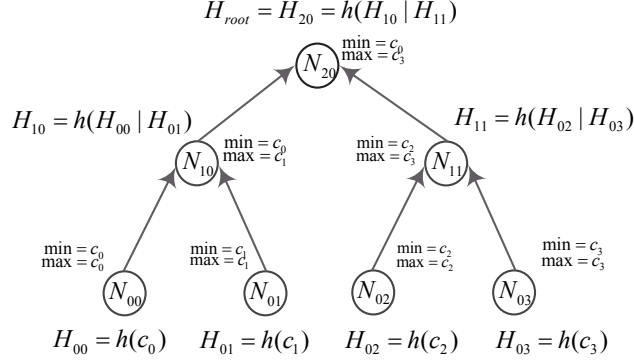 H_root = H_20 = h(H_10 | H_11)
min = c_0
max = c_3
N_20
H_10 = h(H_00 | H_01)
H_11 = h(H_02 | H_03)
min = c_0
max = c_1
N_10
min = c_2
max = c_3
N_11
min = c_0
max = c_0
min = c_1
max = c_1
min = c_2
max = c_2
min = c_3
max = c_3
N_00
N_01
N_02
N_03
H_00 = h(c_0)
H_01 = h(c_1)
H_02 = h(c_2)
H_03 = h(c_3)